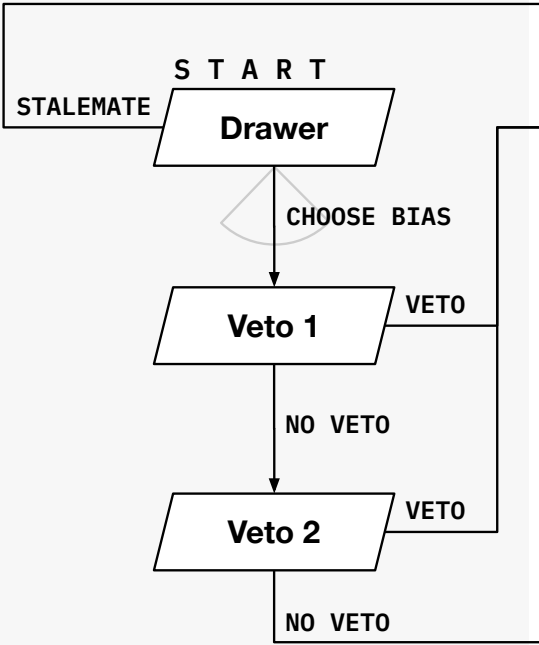 S T A R T
STALEMATE
Drawer
CHOOSE BIAS
VETO
Veto 1
NO VETO
VETO
Veto 2
NO VETO